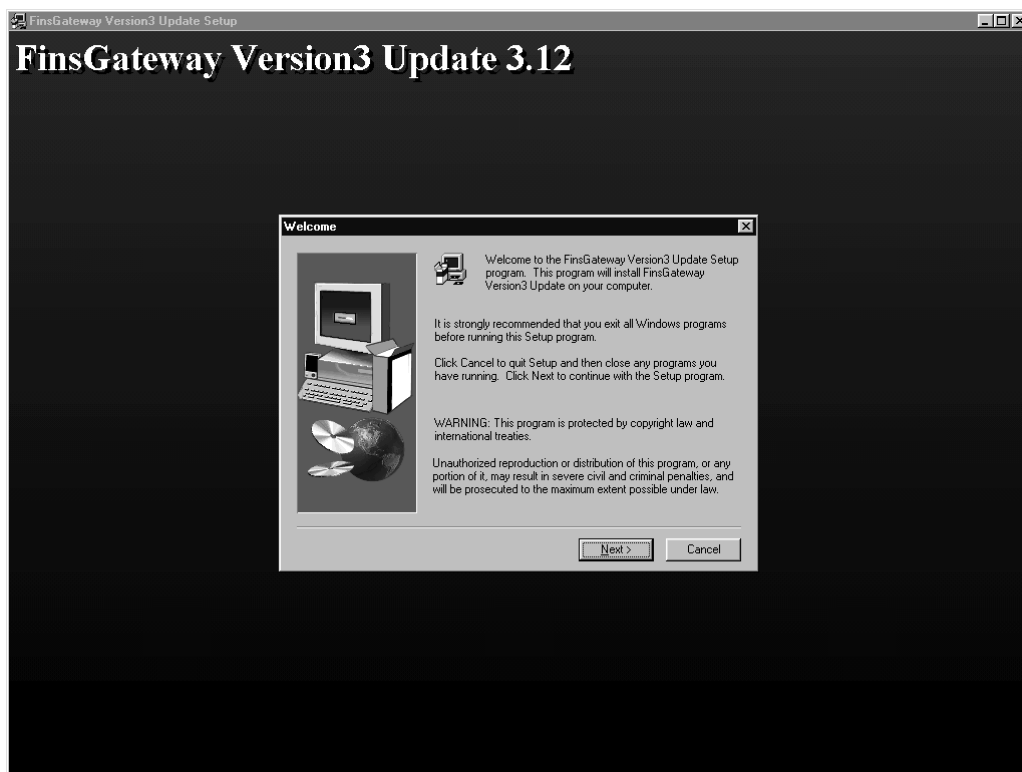 FinsGateway Version3 Update Setup
FinsGateway Version3 Update 3.12
Welcome
Welcome to the FinsGateway Version3 Update Setup
program. This program will install FinsGateway
Version3 Update on your computer.
It is strongly recommended that you exit all Windows programs
before running this Setup program.
Click Cancel to quit Setup and then close any programs you
have running. Click Next to continue with the Setup program.
WARNING: This program is protected by copyright law and
international treaties.
Unauthorized reproduction or distribution of this program, or any
portion of it, may result in severe civil and criminal penalties, and
will be prosecuted to the maximum extent possible under law.
Next >
Cancel